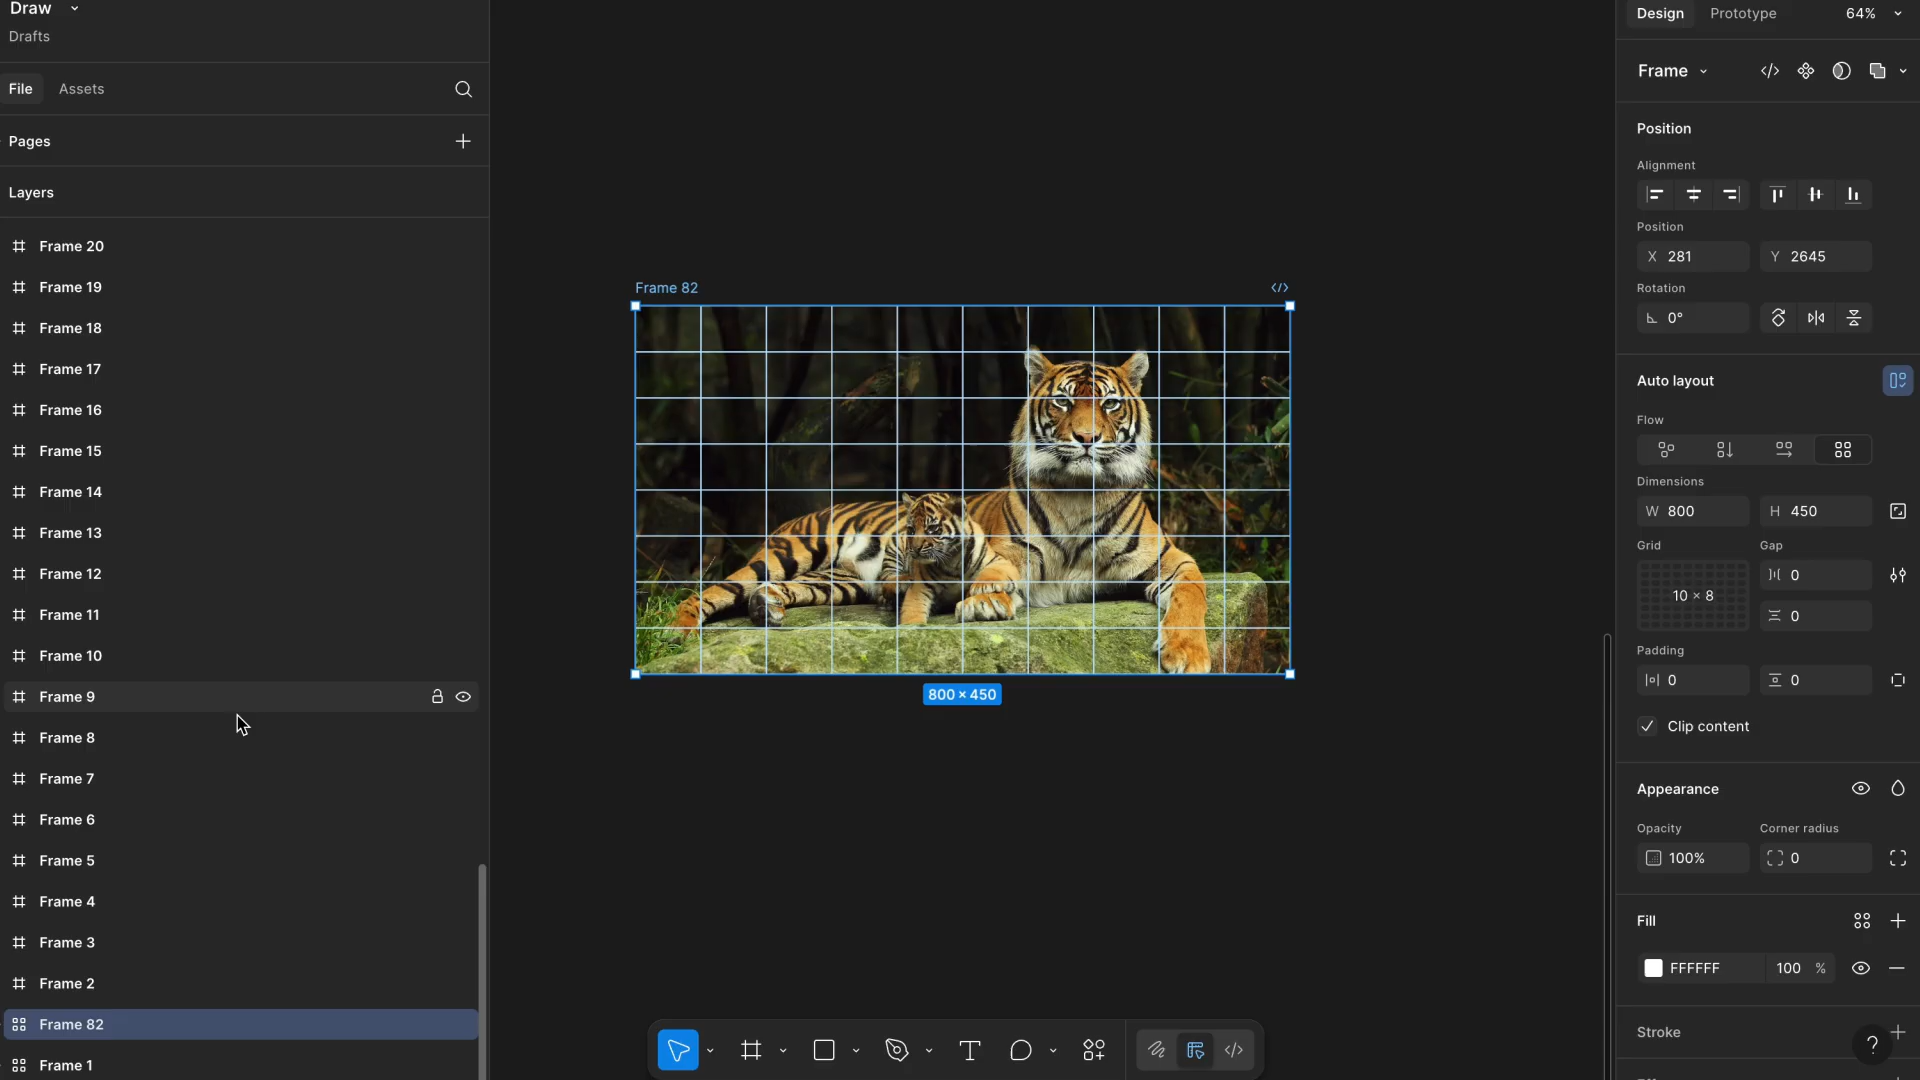 Draw
Drafts
File
Assets
Pages
Layers
Frame 20
Frame 19
Frame 18
Frame 17
Frame 16
Frame 15
Frame 14
Frame 13
Frame 12
Frame 11
Frame 10
Frame 9
Frame 8
Frame 7
Frame 6
Frame 5
Frame 4
Frame 3
Frame 2
Frame 82
Frame 1
Frame 82
800 × 450
Design
Prototype
64%
Frame
Position
Alignment
Position
X 281
Y 2645
Rotation
0°
Auto layout
Flow
Dimensions
W 800
H 450
Grid
Gap
10 × 8
0
0
Padding
0
0
Clip content
Appearance
Opacity
Corner radius
100%
0
Fill
FFFFFF
100 %
Stroke
?